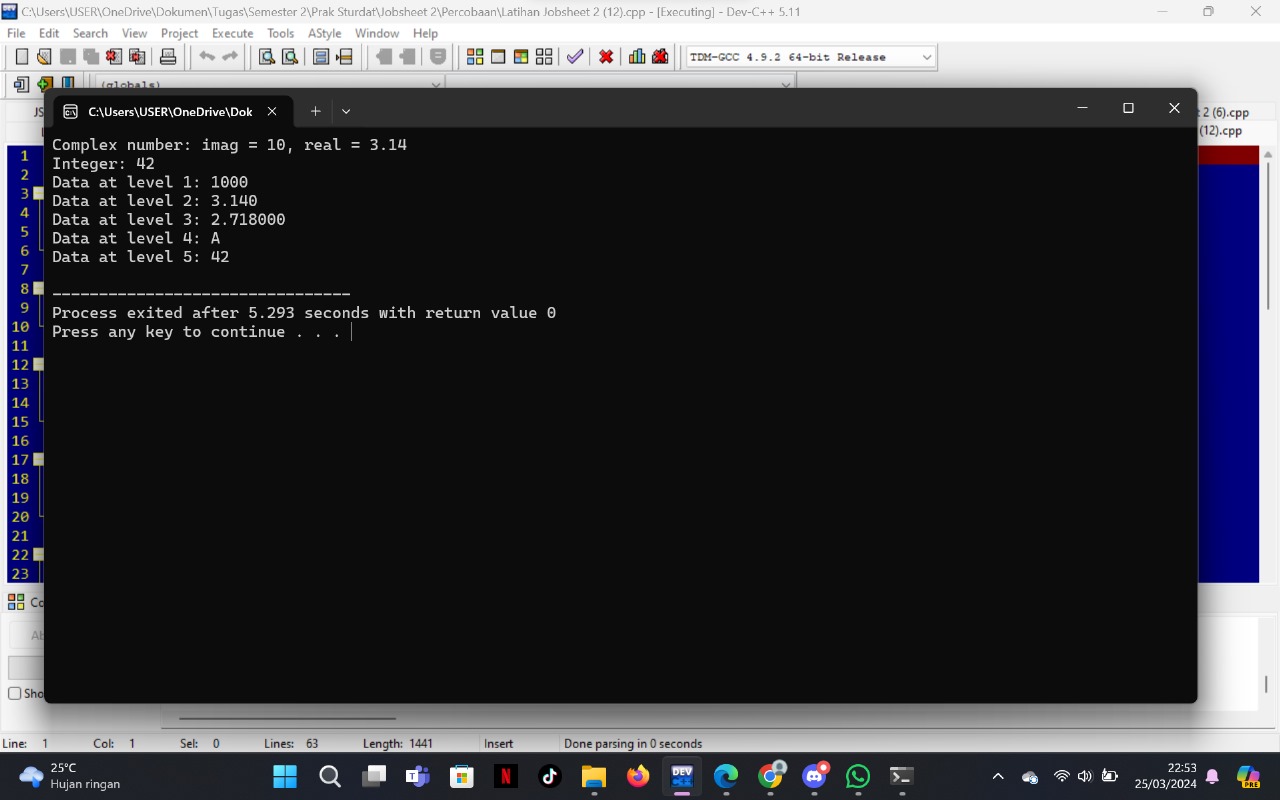 C:\Users\USER\OneDrive\Dokumen\Tugas\Semester 2\Prak Sturdat\Jobsheet 2\Percobaan\Latihan Jobsheet 2 (12).cpp - [Executing] - Dev-C++ 5.11
File Edit Search View Project Execute Tools AStyle Window Help
TDM-GCC 4.9.2 64-bit Release
(globals)
C:\Users\USER\OneDrive\Dok
2 (6).cpp
(12).cpp
Complex number: imag = 10, real = 3.14
Integer: 42
Data at level 1: 1000
Data at level 2: 3.140
Data at level 3: 2.718000
Data at level 4: A
Data at level 5: 42
--------------------------------
Process exited after 5.293 seconds with return value 0
Press any key to continue . . .
1
2
3
4
5
6
7
8
9
10
11
12
13
14
15
16
17
18
19
20
21
22
23
Line: 1 Col: 1 Sel: 0 Lines: 63 Length: 1441 Insert Done parsing in 0 seconds
25°C
Hujan ringan
DEV
PRE
22:53
25/03/2024